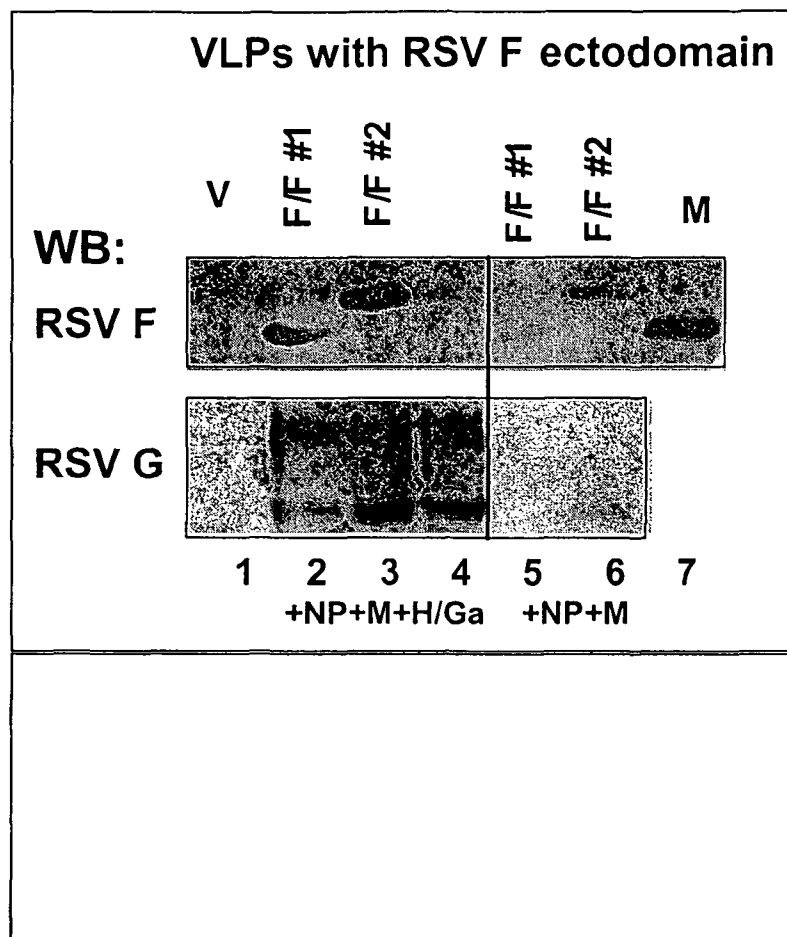 VLPs with RSV F ectodomain
V F/F #1 F/F #2 F/F #1 F/F #2 M
WB:
RSV F
RSV G
1 2 3 4 5 6 7
+NP+M+H/Ga +NP+M